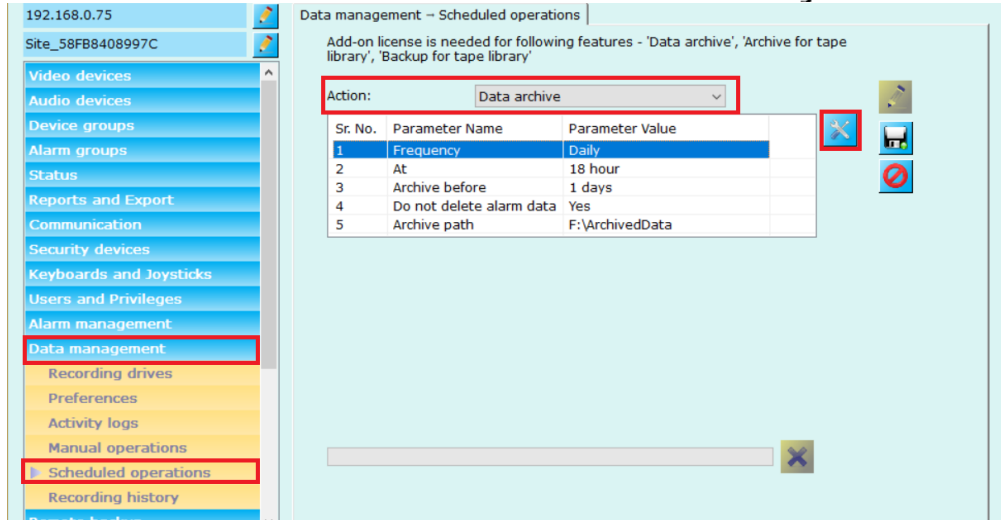 192.168.0.75
Site_58FB8408997C
Video devices
Audio devices
Device groups
Alarm groups
Status
Reports and Export
Communication
Security devices
Keyboards and Joysticks
Users and Privileges
Alarm management
Data management
Recording drives
Preferences
Activity logs
Manual operations
Scheduled operations
Recording history
Data management -- Scheduled operations
Add-on license is needed for following features - 'Data archive', 'Archive for tape
library', 'Backup for tape library'
Action: Data archive
Sr. No. Parameter Name Parameter Value
1 Frequency Daily
2 At 18 hour
3 Archive before 1 days
4 Do not delete alarm data Yes
5 Archive path F:\ArchivedData